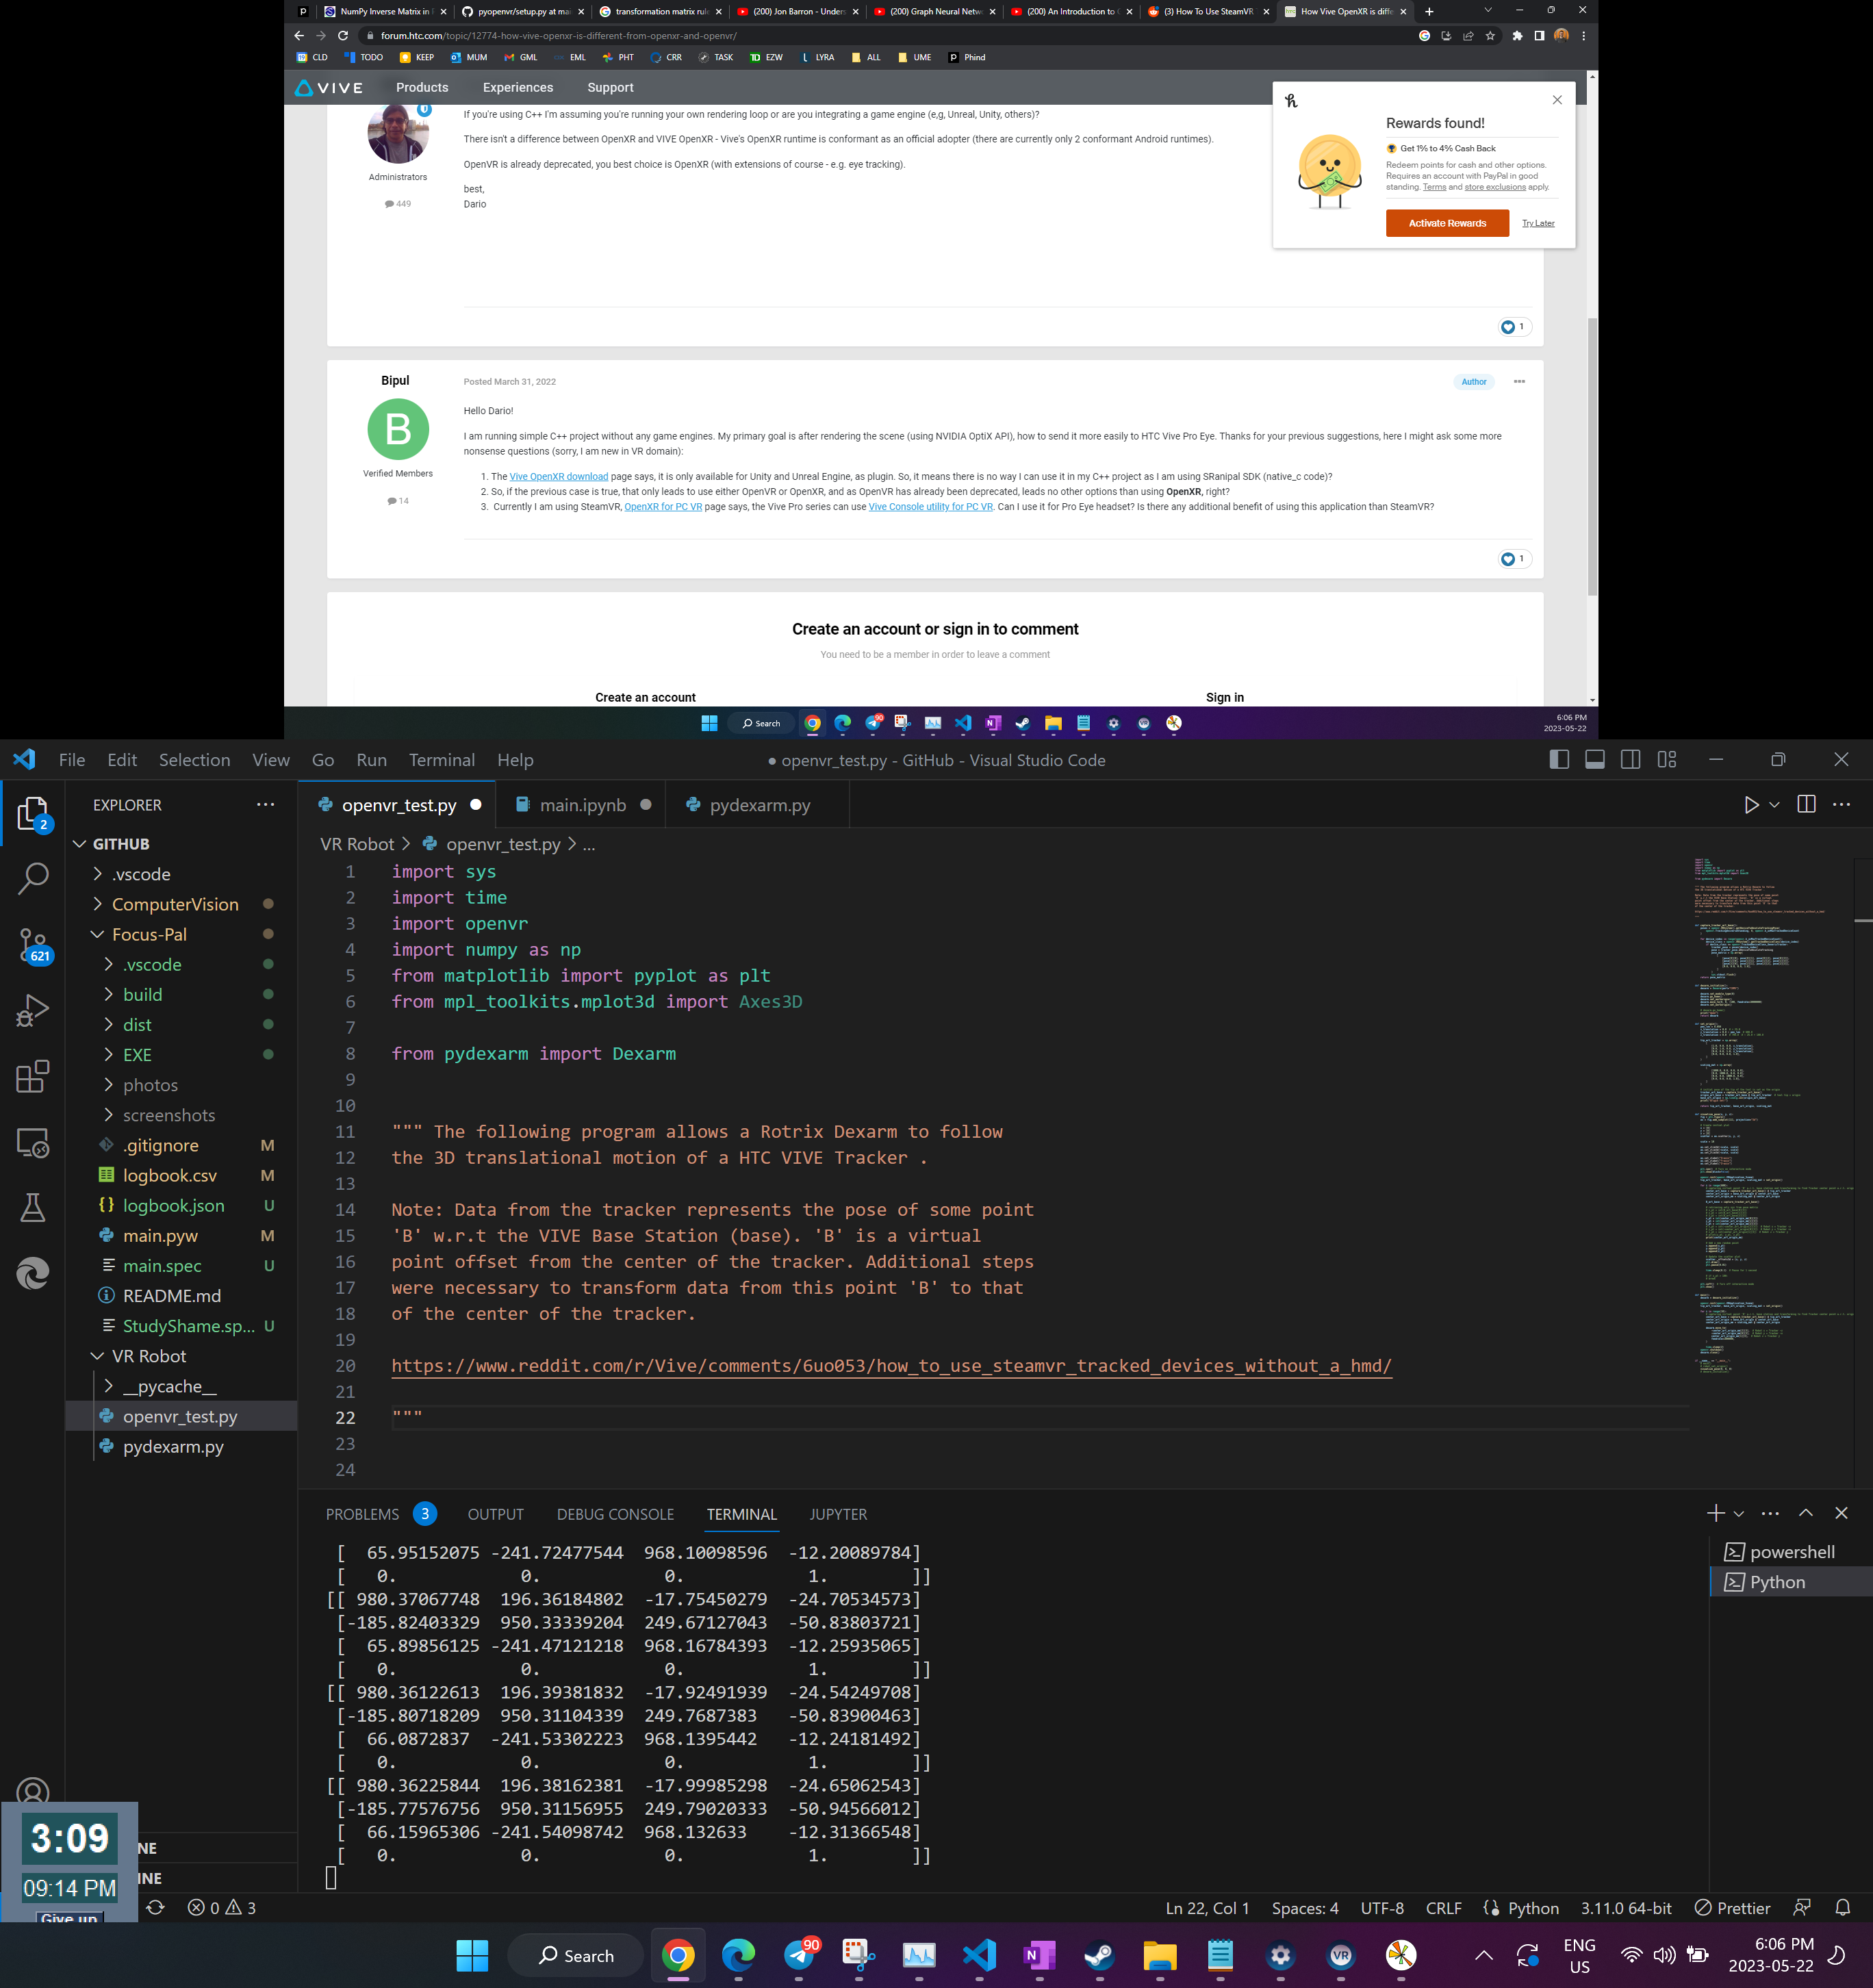 NumPy Inverse Matrix in
pyopenvr/setup.py at mai
transformation matrix rule
(200) Jon Barron - Unders
(200) Graph Neural Netw
(200) An Introduction to
(3) How To Use SteamVR
How Vive OpenXR is diffe
forum.htc.com/topic/12774-how-vive-openxr-is-different-from-openxr-and-openvr/
CLD TODO KEEP MUM GML EML PHT CRR TASK EZW LYRA ALL UME Phind
VIVE Products Experiences Support
If you're using C++ I'm assuming you're running your own rendering loop or are you integrating a game engine (e,g, Unreal, Unity, others)?
There isn't a difference between OpenXR and VIVE OpenXR - Vive's OpenXR runtime is conformant as an official adopter (there are currently only 2 conformant Android runtimes).
OpenVR is already deprecated, you best choice is OpenXR (with extensions of course - e.g. eye tracking).
best,
Dario
Administrators
449
Rewards found!
Get 1% to 4% Cash Back
Redeem points for cash and other options.
Requires an account with PayPal in good
standing. Terms and store exclusions apply.
Activate Rewards Try Later
1
Bipul
Posted March 31, 2022
Author
B
Verified Members
14
Hello Dario!
I am running simple C++ project without any game engines. My primary goal is after rendering the scene (using NVIDIA OptiX API), how to send it more easily to HTC Vive Pro Eye. Thanks for your previous suggestions, here I might ask some more
nonsense questions (sorry, I am new in VR domain):
1. The Vive OpenXR download page says, it is only available for Unity and Unreal Engine, as plugin. So, it means there is no way I can use it in my C++ project as I am using SRanipal SDK (native_c code)?
2. So, if the previous case is true, that only leads to use either OpenVR or OpenXR, and as OpenVR has already been deprecated, leads no other options than using OpenXR, right?
3. Currently I am using SteamVR, OpenXR for PC VR page says, the Vive Pro series can use Vive Console utility for PC VR. Can I use it for Pro Eye headset? Is there any additional benefit of using this application than SteamVR?
1
Create an account or sign in to comment
You need to be a member in order to leave a comment
Create an account Sign in
Search
90
6:06 PM
2023-05-22
File Edit Selection View Go Run Terminal Help
● openvr_test.py - GitHub - Visual Studio Code
EXPLORER
2
621
GITHUB
.vscode
ComputerVision
Focus-Pal
.vscode
build
dist
EXE
photos
screenshots
.gitignore M
logbook.csv M
logbook.json U
main.pyw M
main.spec U
README.md
StudyShame.sp... U
VR Robot
__pycache__
openvr_test.py
pydexarm.py
openvr_test.py
main.ipynb
pydexarm.py
VR Robot > openvr_test.py > ...
1 import sys
2 import time
3 import openvr
4 import numpy as np
5 from matplotlib import pyplot as plt
6 from mpl_toolkits.mplot3d import Axes3D
7
8 from pydexarm import Dexarm
9
10
11 """ The following program allows a Rotrix Dexarm to follow
12 the 3D translational motion of a HTC VIVE Tracker .
13
14 Note: Data from the tracker represents the pose of some point
15 'B' w.r.t the VIVE Base Station (base). 'B' is a virtual
16 point offset from the center of the tracker. Additional steps
17 were necessary to transform data from this point 'B' to that
18 of the center of the tracker.
19
20 https://www.reddit.com/r/Vive/comments/6uo053/how_to_use_steamvr_tracked_devices_without_a_hmd/
21
22 """
23
24
PROBLEMS 3 OUTPUT DEBUG CONSOLE TERMINAL JUPYTER
powershell
Python
[ 65.95152075 -241.72477544 968.10098596 -12.20089784]
[ 0. 0. 0. 1. ]]
[[ 980.37067748 196.36184802 -17.75450279 -24.70534573]
[-185.82403329 950.33339204 249.67127043 -50.83803721]
[ 65.89856125 -241.47121218 968.16784393 -12.25935065]
[ 0. 0. 0. 1. ]]
[[ 980.36122613 196.39381832 -17.92491939 -24.54249708]
[-185.80718209 950.31104339 249.7687383 -50.83900463]
[ 66.0872837 -241.53302223 968.1395442 -12.24181492]
[ 0. 0. 0. 1. ]]
[[ 980.36225844 196.38162381 -17.99985298 -24.65062543]
[-185.77576756 950.31156955 249.79020333 -50.94566012]
[ 66.15965306 -241.54098742 968.132633 -12.31366548]
[ 0. 0. 0. 1. ]]
3:09
09:14 PM
Give up
NE
INE
0 3
Ln 22, Col 1 Spaces: 4 UTF-8 CRLF Python 3.11.0 64-bit Prettier
Search
90
ENG
US
6:06 PM
2023-05-22